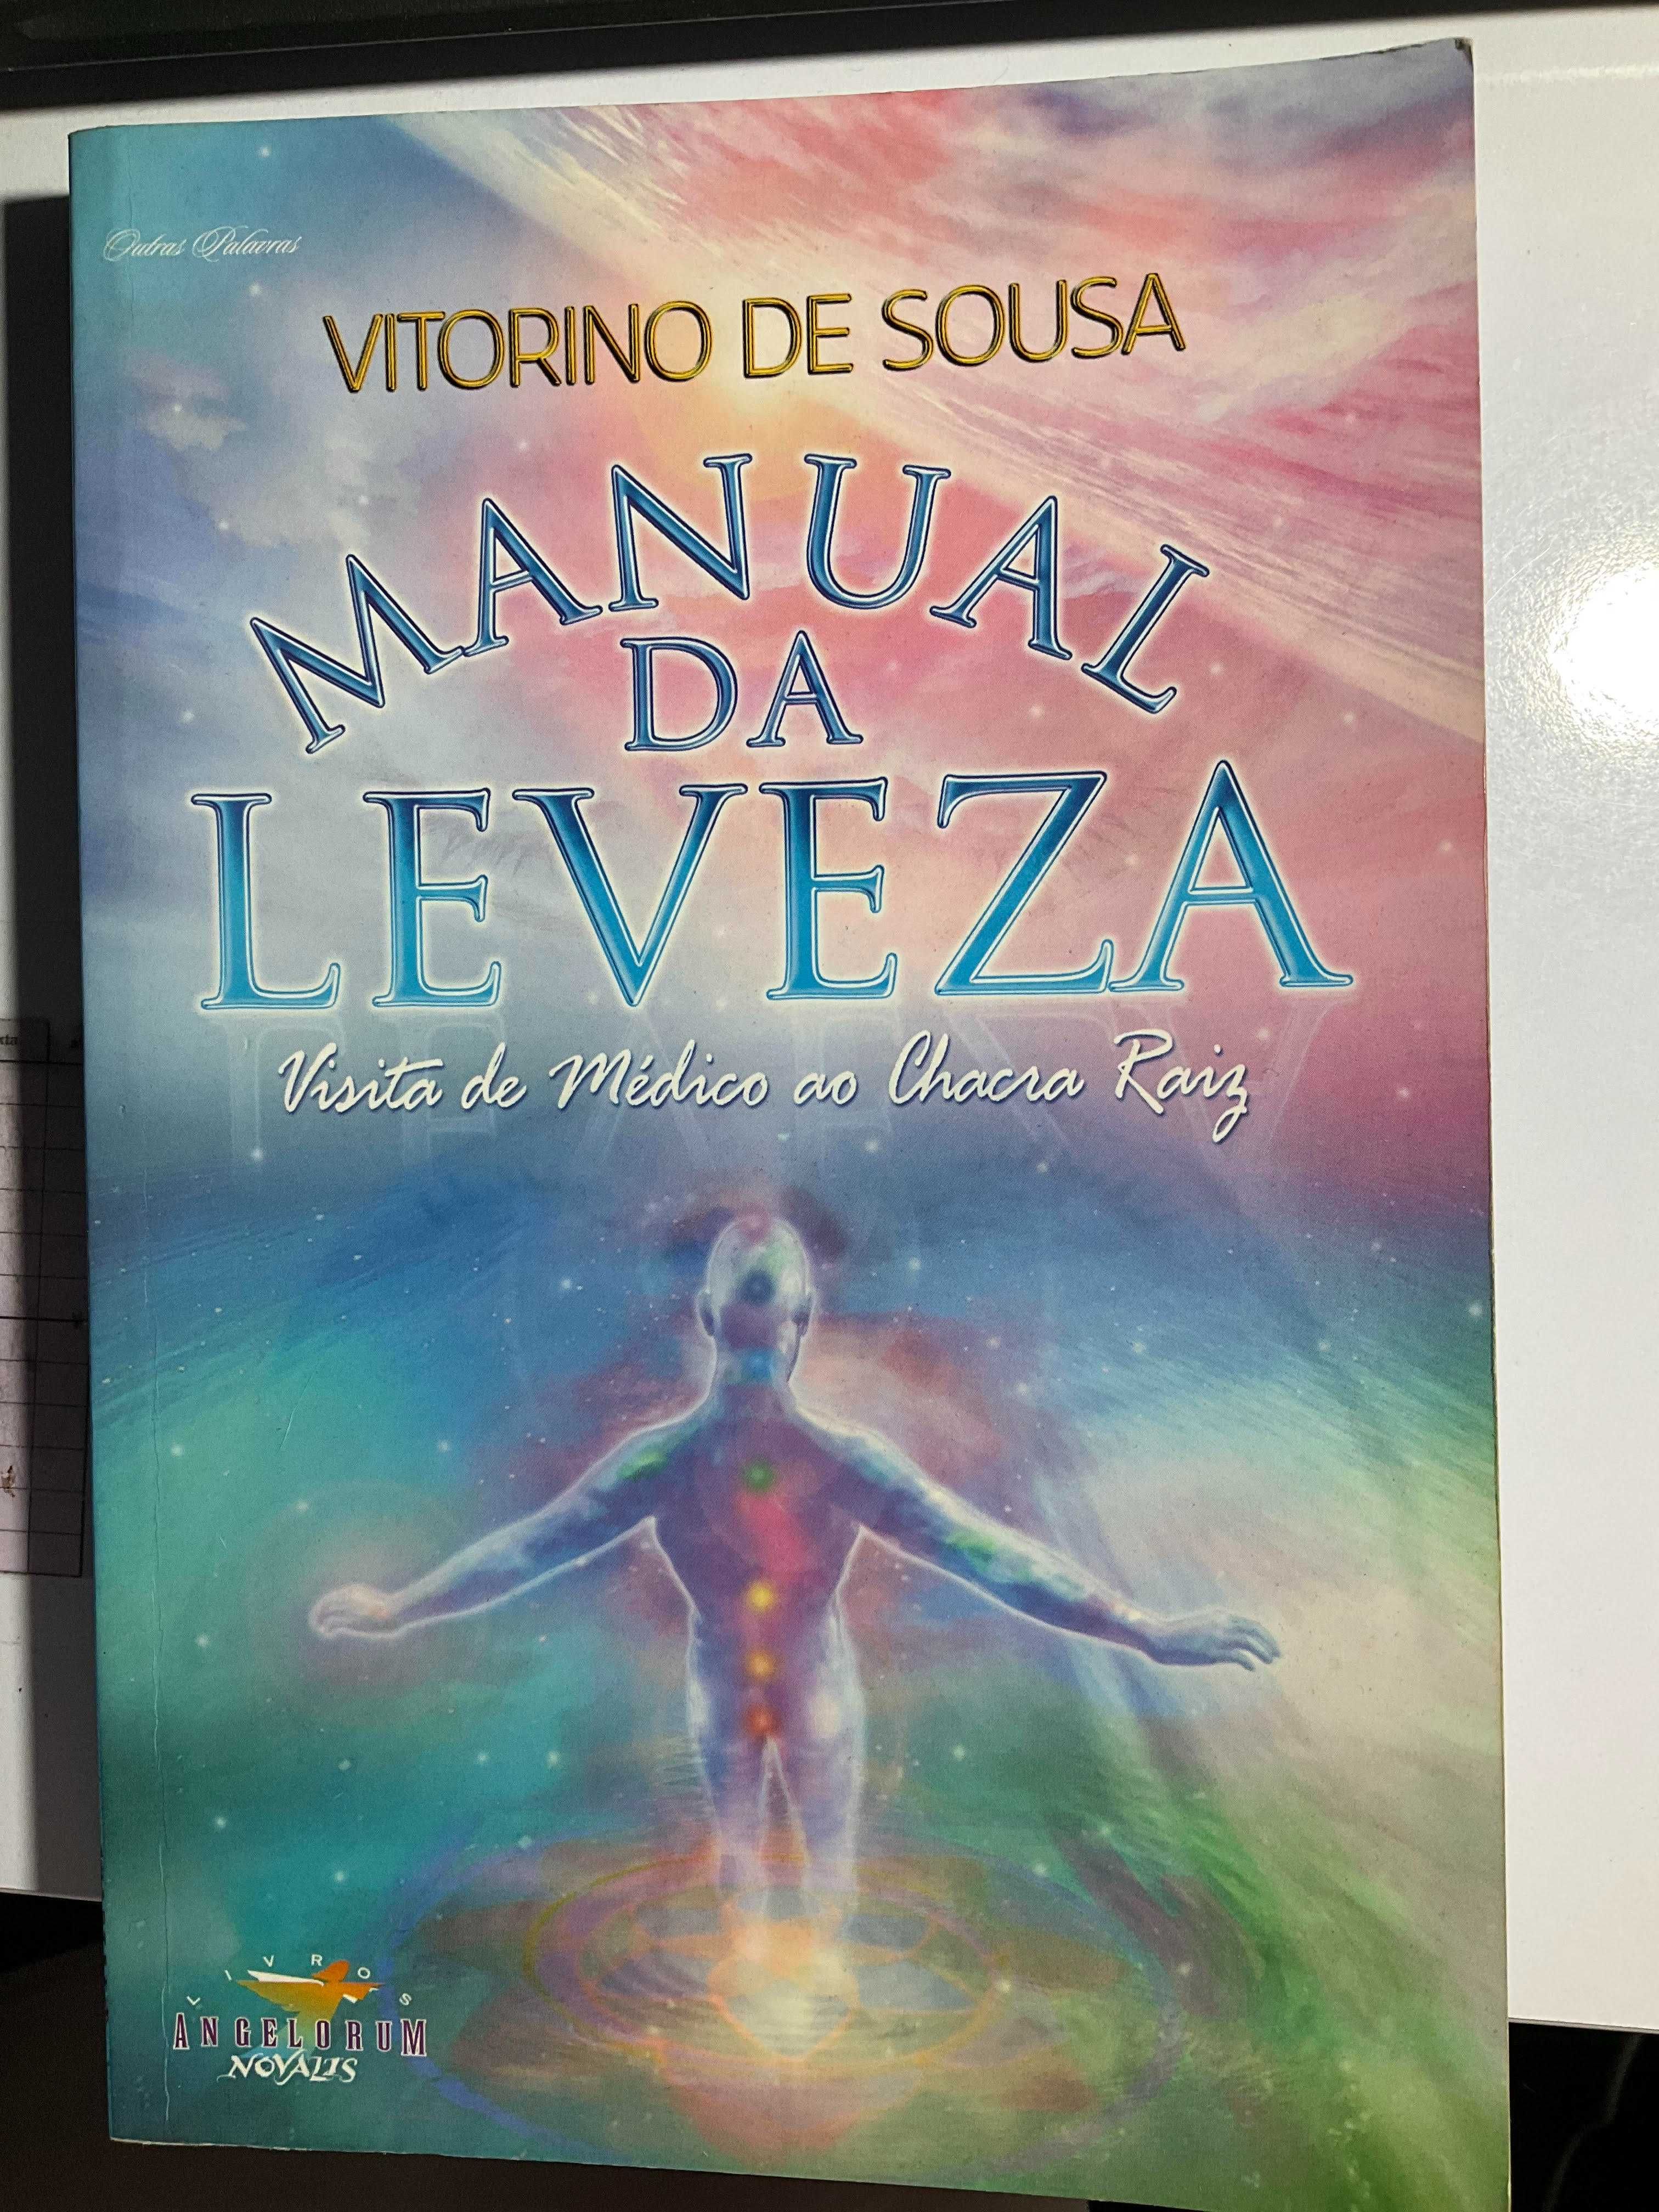 Outras Palavras
VITORINO DE SOUSA
MANUAL
DA
LEVEZA
Visita de Médico ao Chacra Raiz
LIVROS
ANGELORUM
NOVALIS